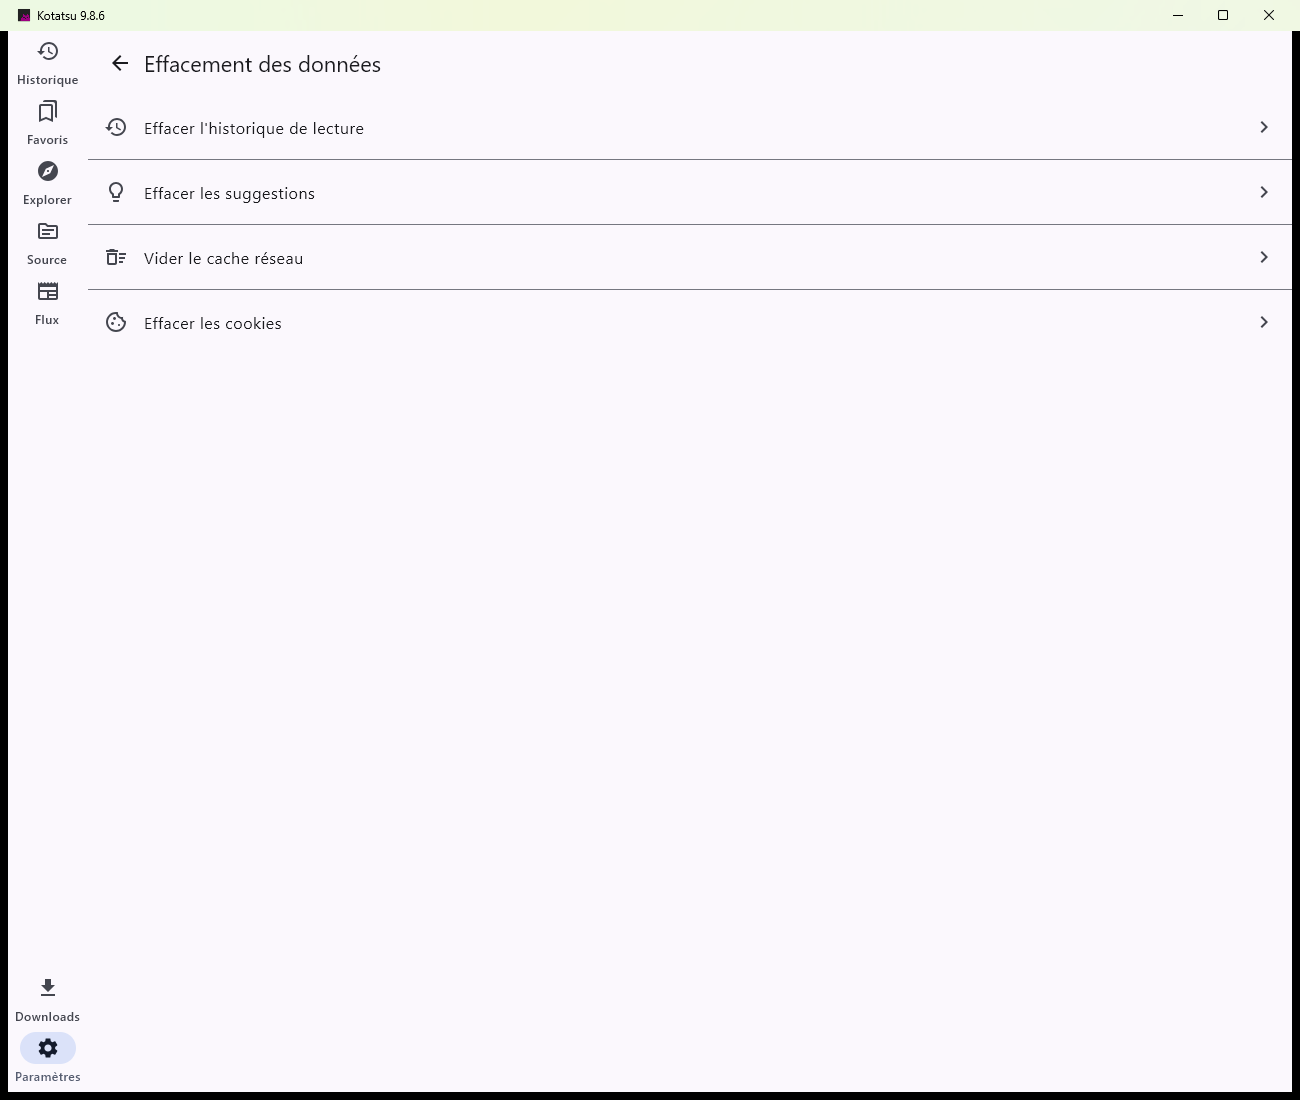 Kotatsu 9.8.6
Historique
Favoris
Explorer
Source
Flux
Downloads
Paramètres
Effacement des données
Effacer l'historique de lecture
Effacer les suggestions
Vider le cache réseau
Effacer les cookies